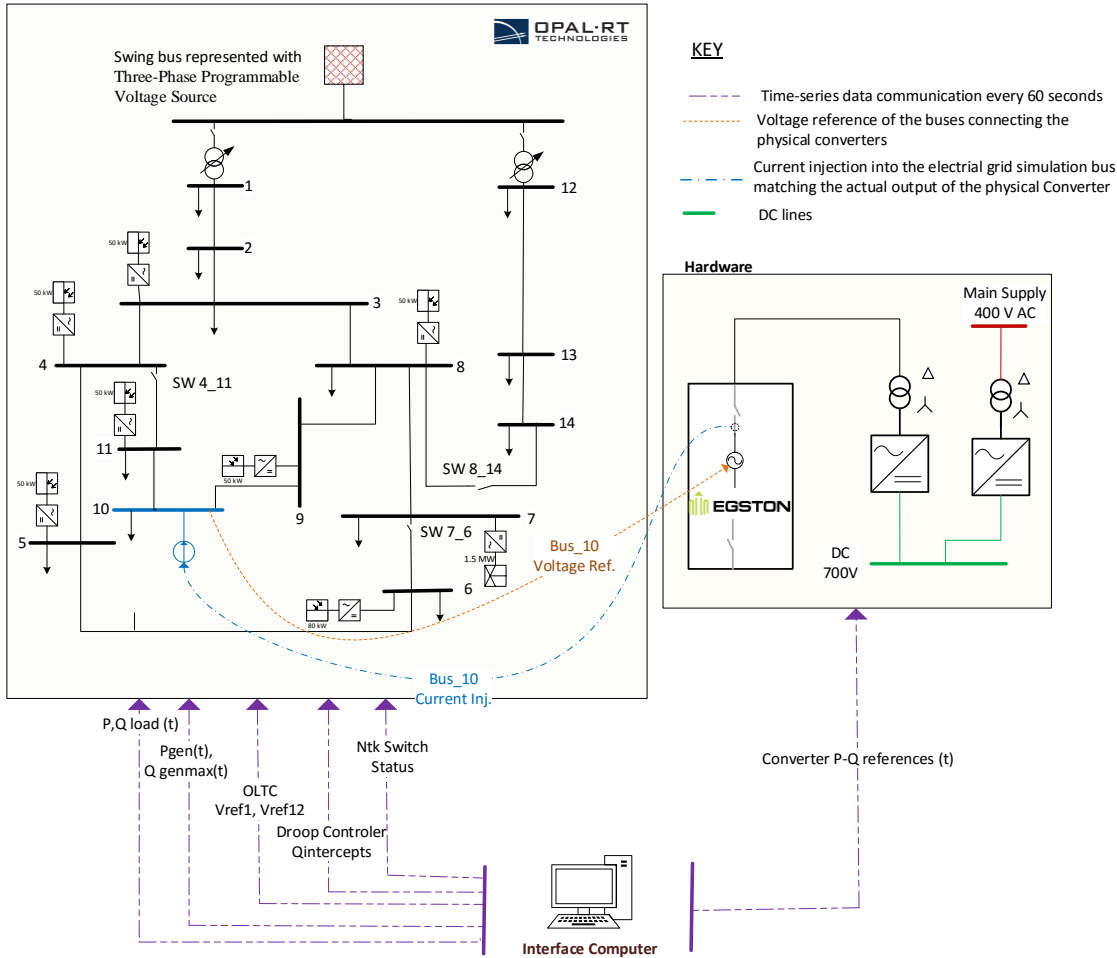 OPAL-RT
TECHNOLOGIES
Swing bus represented with
Three-Phase Programmable
Voltage Source
1
12
2
50 kW
50 kW
3
50 kW
4
SW 4_11
8
13
50 kW
11
14
SW 8_14
50 kW
50 kW
10
9
7
5
SW 7_6
1.5 MW
6
80 kW
Bus_10
Voltage Ref.
Bus_10
Current Inj.
KEY
Time-series data communication every 60 seconds
Voltage reference of the buses connecting the
physical converters
Current injection into the electrial grid simulation bus
matching the actual output of the physical Converter
DC lines
Hardware
Main Supply
400 V AC
EGSTON
DC
700V
P,Q load (t)
Pgen(t),
Q genmax(t)
OLTC
Vref1, Vref12
Droop Controler
Qintercepts
Ntk Switch
Status
Converter P-Q references (t)
Interface Computer